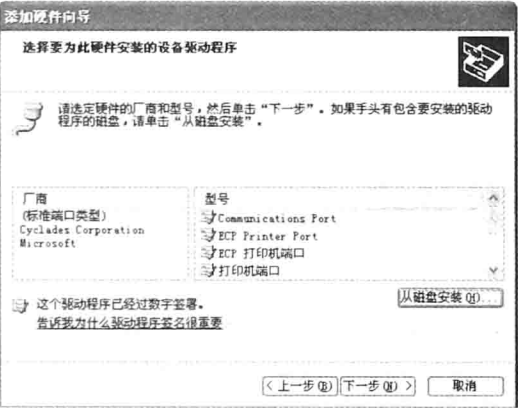 添加硬件向导
选择要为此硬件安装的设备驱动程序
请选定硬件的厂商和型号，然后单击“下一步”。如果手头有包含要安装的驱动
程序的磁盘，请单击“从磁盘安装”。
厂商
(标准端口类型)
Cyclades Corporation
Microsoft
型号
Communications Port
ECP Printer Port
ECP 打印机端口
打印机端口
这个驱动程序已经过数字签署。
告诉我为什么驱动程序签名很重要
从磁盘安装(H)...
< 上一步(B)
下一步(N) >
取消